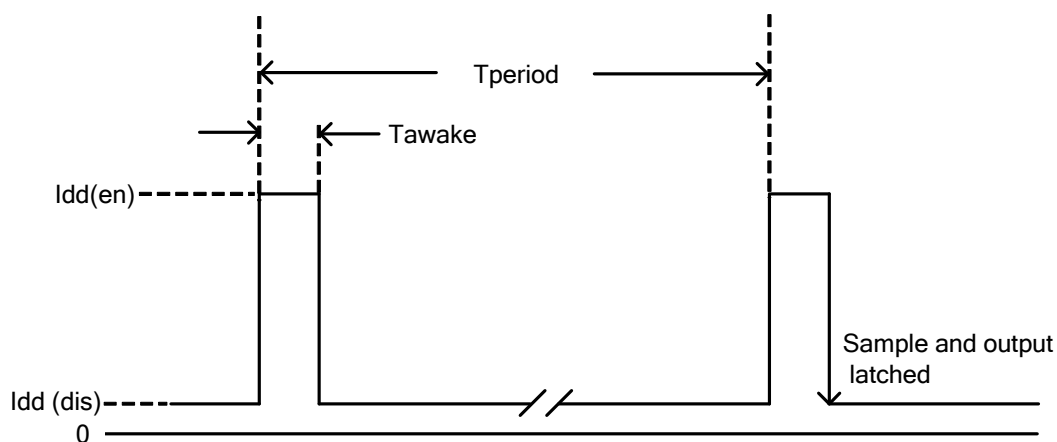 Tperiod
Tawake
Idd(en)
Sample and output
latched
Idd (dis)
0